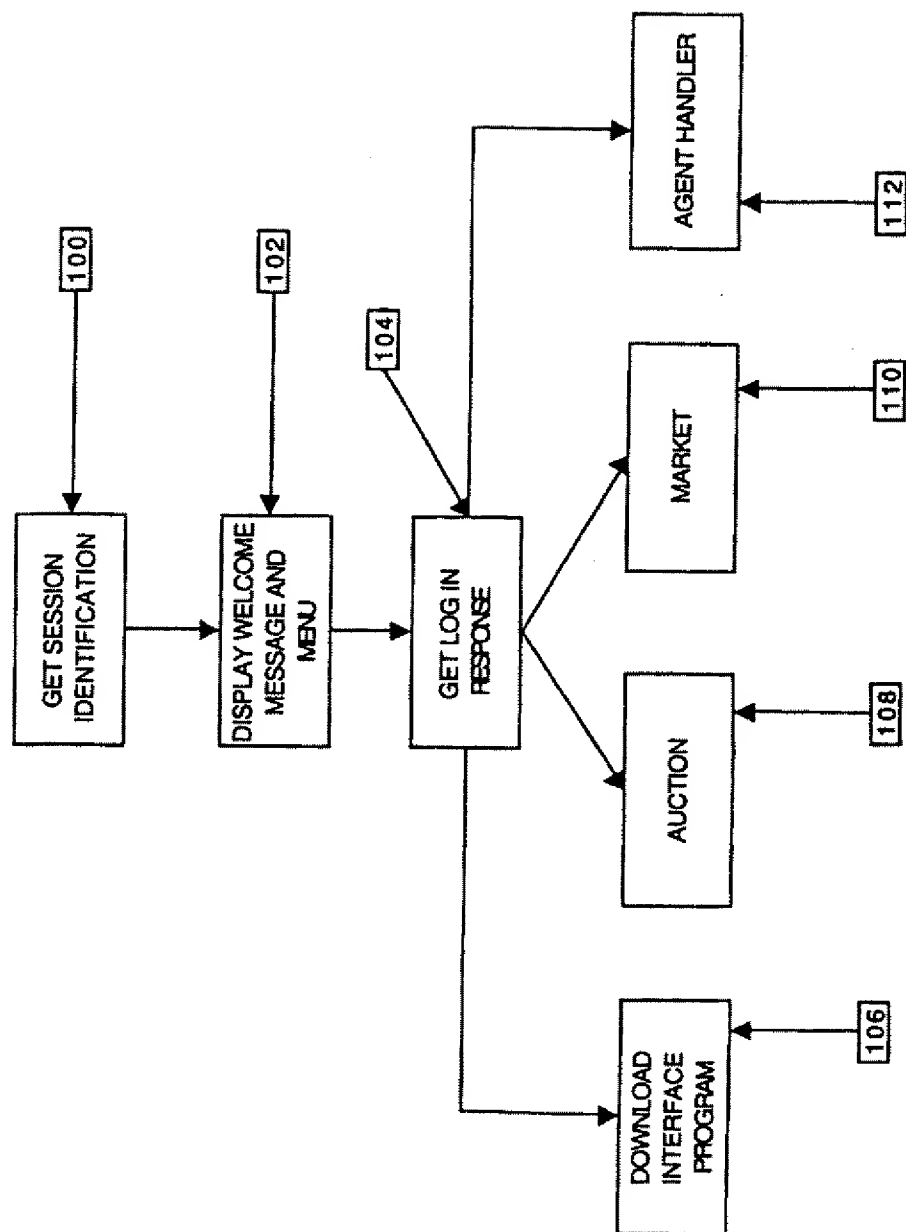 GET SESSION
IDENTIFICATION
100
DISPLAY WELCOME
MESSAGE AND
MENU
102
GET LOG IN
RESPONSE
104
DOWNLOAD
INTERFACE
PROGRAM
106
AUCTION
108
MARKET
110
AGENT HANDLER
112